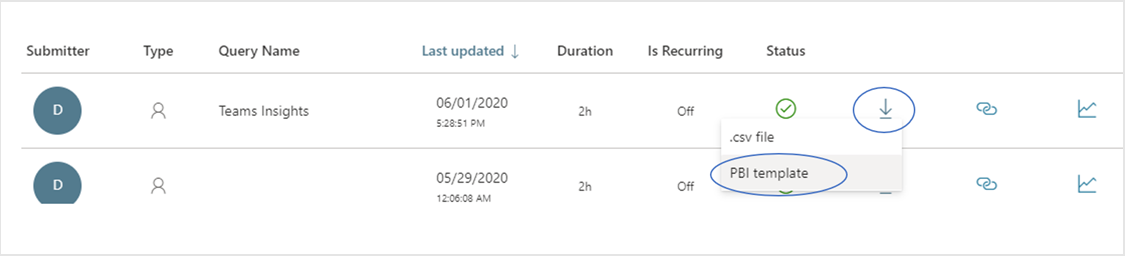 Submitter Type Query Name Last updated ↓ Duration Is Recurring Status
D Teams Insights 06/01/2020 2h Off
5:28:51 PM
.csv file
PBI template
D 05/29/2020 2h Off
12:06:08 AM